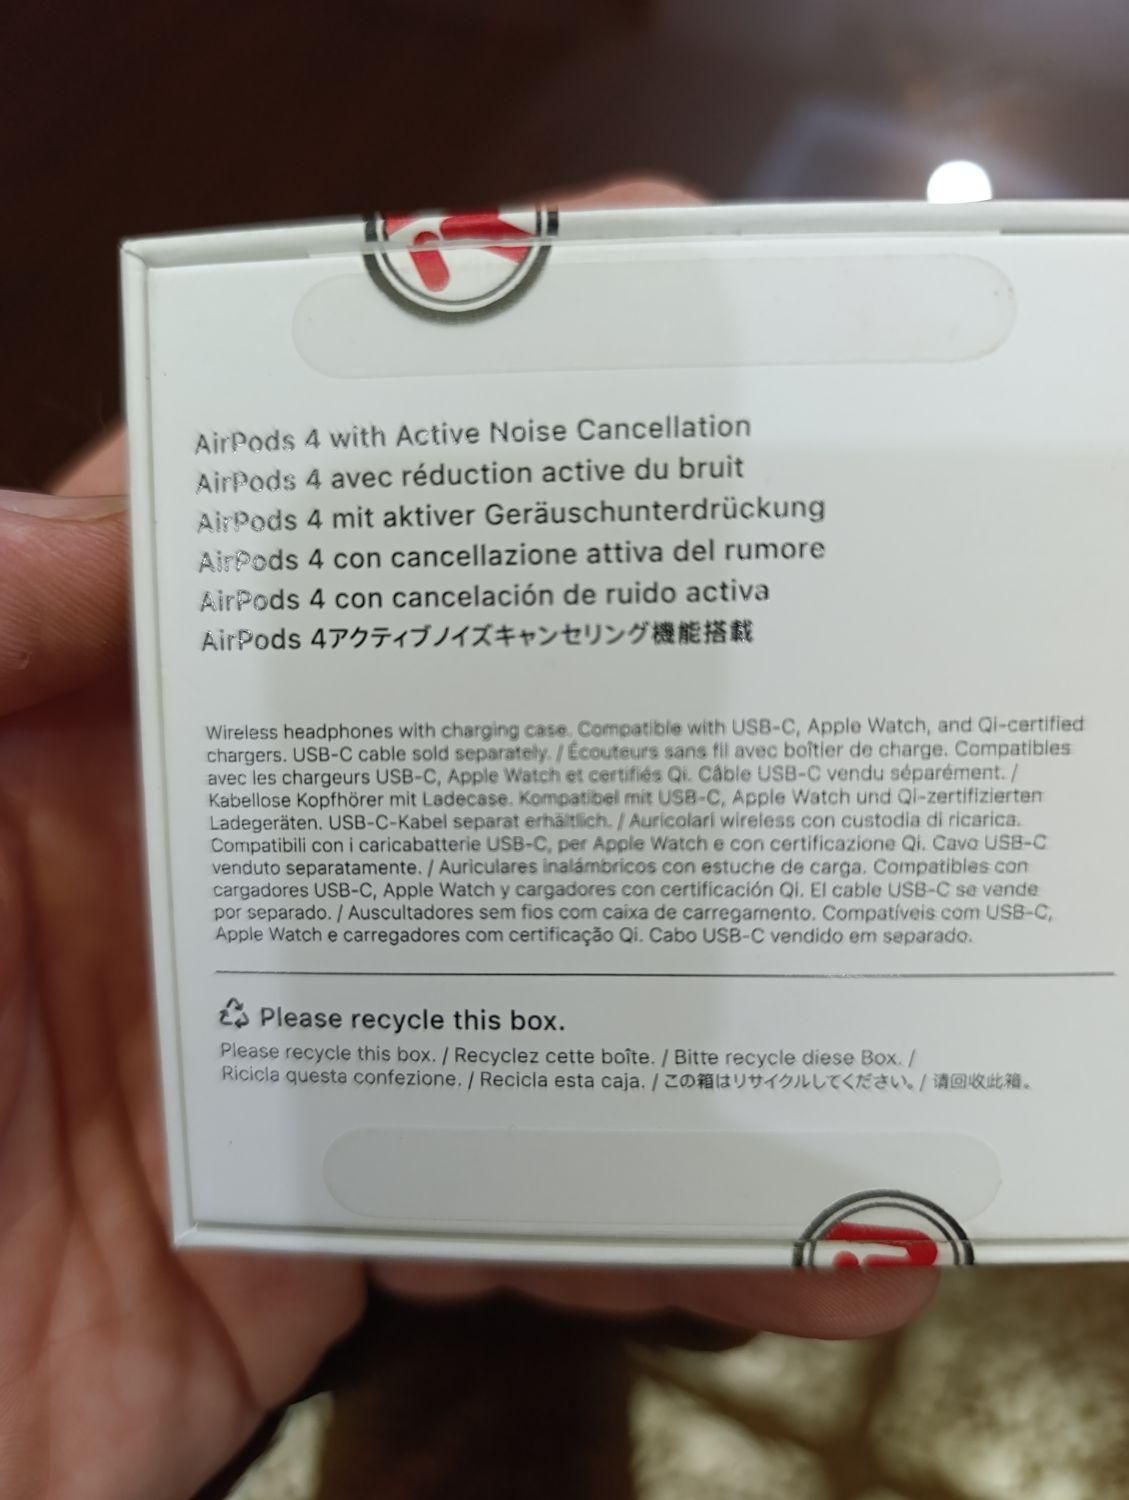 AirPods 4 with Active Noise Cancellation
AirPods 4 avec réduction active du bruit
AirPods 4 mit aktiver Geräuschunterdrückung
AirPods 4 con cancellazione attiva del rumore
AirPods 4 con cancelación de ruido activa
AirPods 4アクティブノイズキャンセリング機能搭載
Wireless headphones with charging case. Compatible with USB-C, Apple Watch, and Qi-certified
chargers. USB-C cable sold separately. / Écouteurs sans fil avec boîtier de charge. Compatibles
avec les chargeurs USB-C, Apple Watch et certifiés Qi. Câble USB-C vendu séparément. /
Kabellose Kopfhörer mit Ladecase. Kompatibel mit USB-C, Apple Watch und Qi-zertifizierten
Ladegeräten. USB-C-Kabel separat erhältlich. / Auricolari wireless con custodia di ricarica.
Compatibili con i caricabatterie USB-C, per Apple Watch e con certificazione Qi. Cavo USB-C
venduto separatamente. / Auriculares inalámbricos con estuche de carga. Compatibles con
cargadores USB-C, Apple Watch y cargadores con certificación Qi. El cable USB-C se vende
por separado. / Auscultadores sem fios com caixa de carregamento. Compatíveis com USB-C,
Apple Watch e carregadores com certificação Qi. Cabo USB-C vendido em separado.
Please recycle this box.
Please recycle this box. / Recyclez cette boîte. / Bitte recycle diese Box. /
Ricicla questa confezione. / Recicla esta caja. / この箱はリサイクルしてください。/ 请回收此箱。